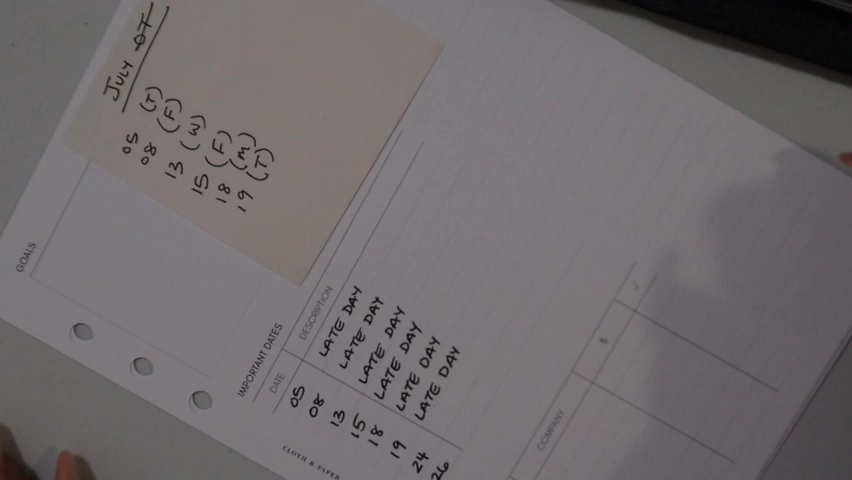 JULY OT
05 (T)
08 (F)
13 (W)
15 (F)
18 (M)
19 (T)
GOALS
IMPORTANT DATES
DATE DESCRIPTION
05 LATE DAY
08 LATE DAY
13 LATE DAY
15 LATE DAY
18 LATE DAY
19 LATE DAY
24
26
COMPANY $ ✓
CLOTH & PAPER